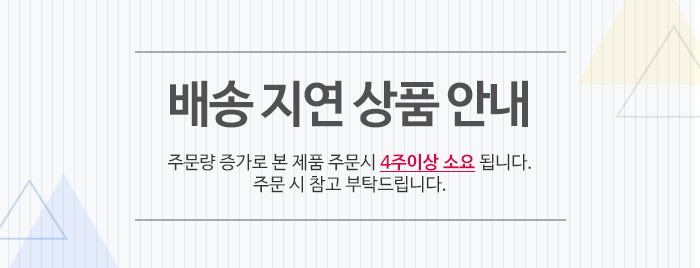 배송 지연 상품 안내
주문량 증가로 본 제품 주문시 4주이상 소요 됩니다.
주문 시 참고 부탁드립니다.